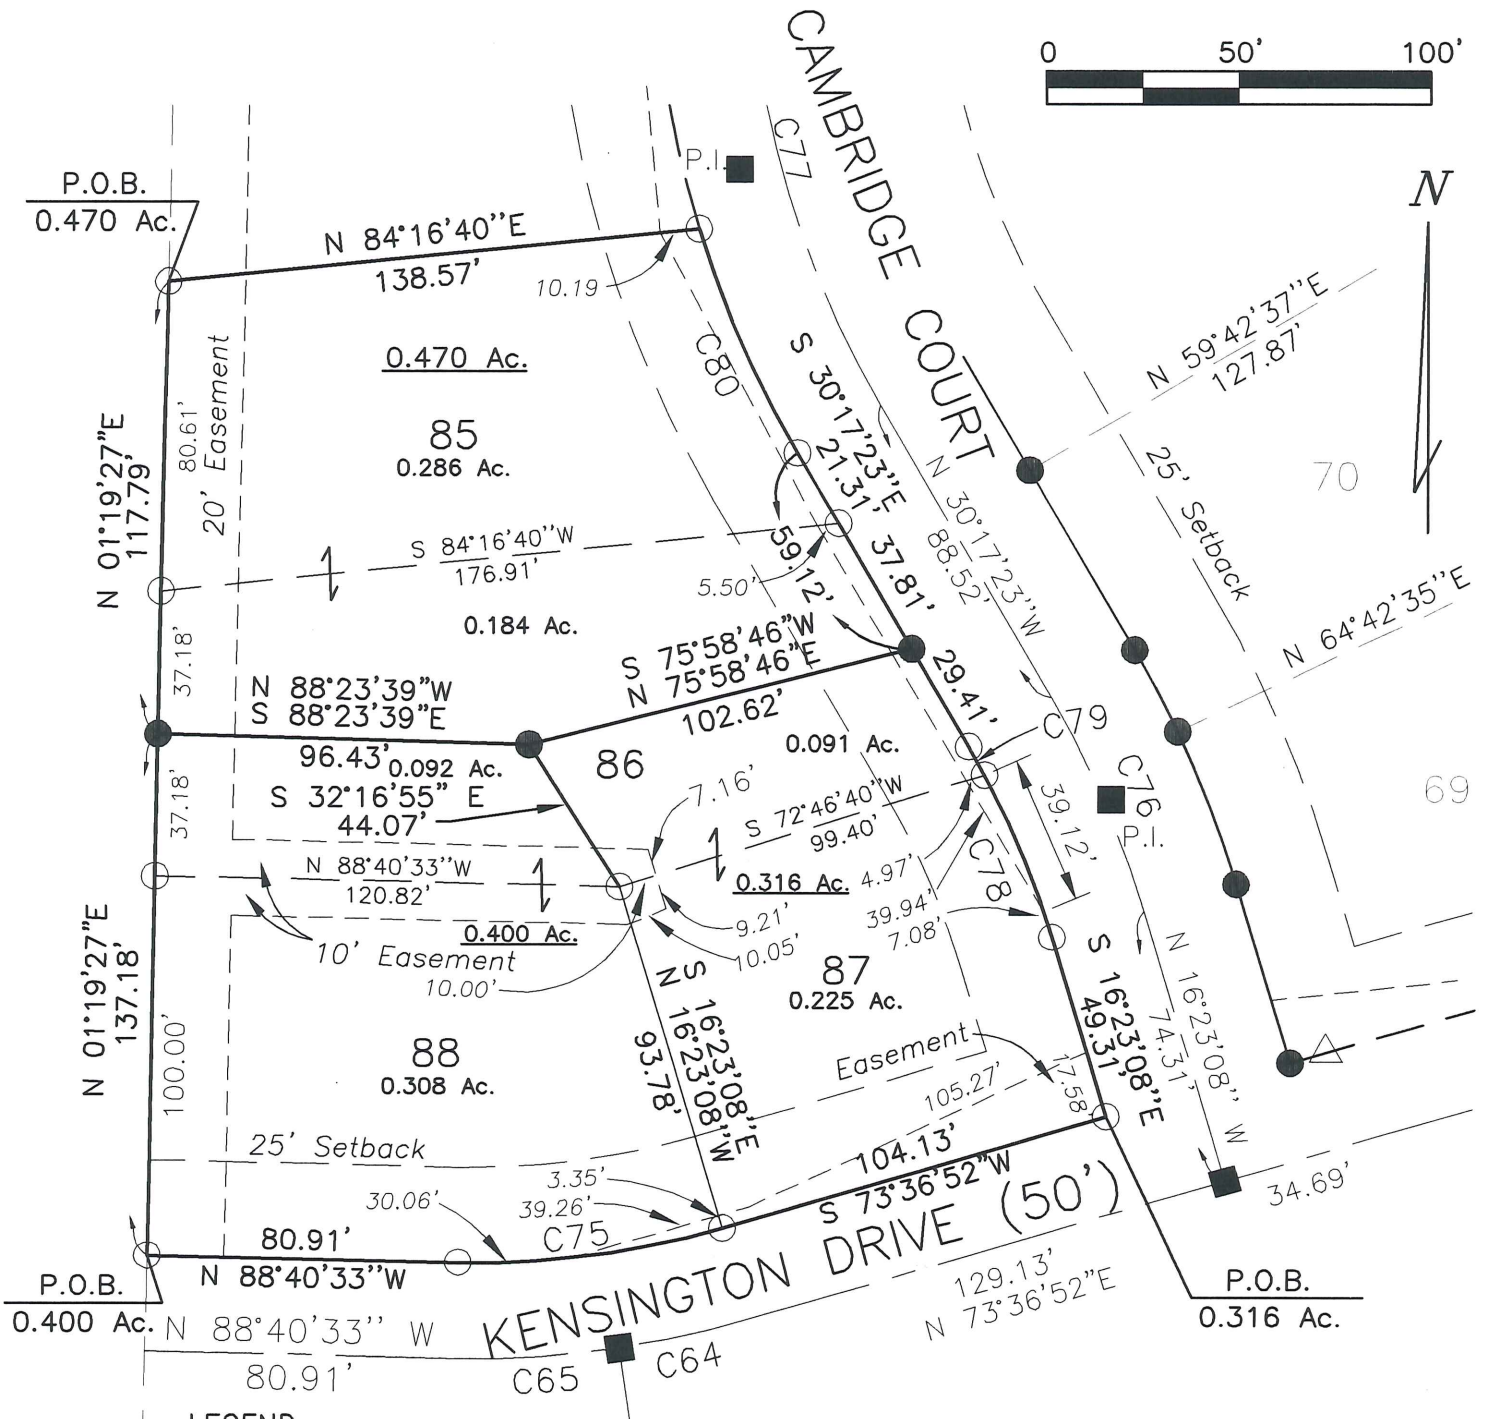 0 50' 100'
CAMBRIDGE COURT
C77
P.I.
N
P.O.B.
0.470 Ac.
N 84°16'40"E
138.57'
10.19
0.470 Ac.
85
0.286 Ac.
N 01°19'27"E
117.79'
80.61'
20' Easement
C80
S 30°17'23"E
21.31'
37.81'
59.12'
N 30°17'23"W
88.52'
N 59°42'37"E
127.87'
70
25' Setback
N 64°42'35"E
S 84°16'40"W
176.91'
5.50'
0.184 Ac.
37.18'
N 88°23'39"W
S 88°23'39"E
96.43'
0.092 Ac.
S 75°58'46"W
N 75°58'46"E
102.62'
29.41'
C79
0.091 Ac.
86
S 32°16'55" E
44.07'
37.18'
7.16'
S 72°46'40"W
99.40'
39.12'
C76
P.I.
69
N 88°40'33"W
120.82'
0.316 Ac.
4.97'
C78
39.94'
7.08'
9.21'
10.05'
0.400 Ac.
10' Easement
10.00'
87
0.225 Ac.
N 01°19'27"E
137.18'
100.00'
88
0.308 Ac.
S 16°23'08"E
N 16°23'08"W
93.78'
Easement
17.58'
S 16°23'08"E
49.31'
N 16°23'08" W
74.31'
105.27'
25' Setback
3.35'
39.26'
30.06'
C75
104.13'
S 73°36'52"W
80.91'
N 88°40'33"W
KENSINGTON DRIVE (50')
34.69'
129.13'
N 73°36'52"E
P.O.B.
0.316 Ac.
P.O.B.
0.400 Ac.
N 88°40'33" W
80.91'
C65
C64
LEGEND